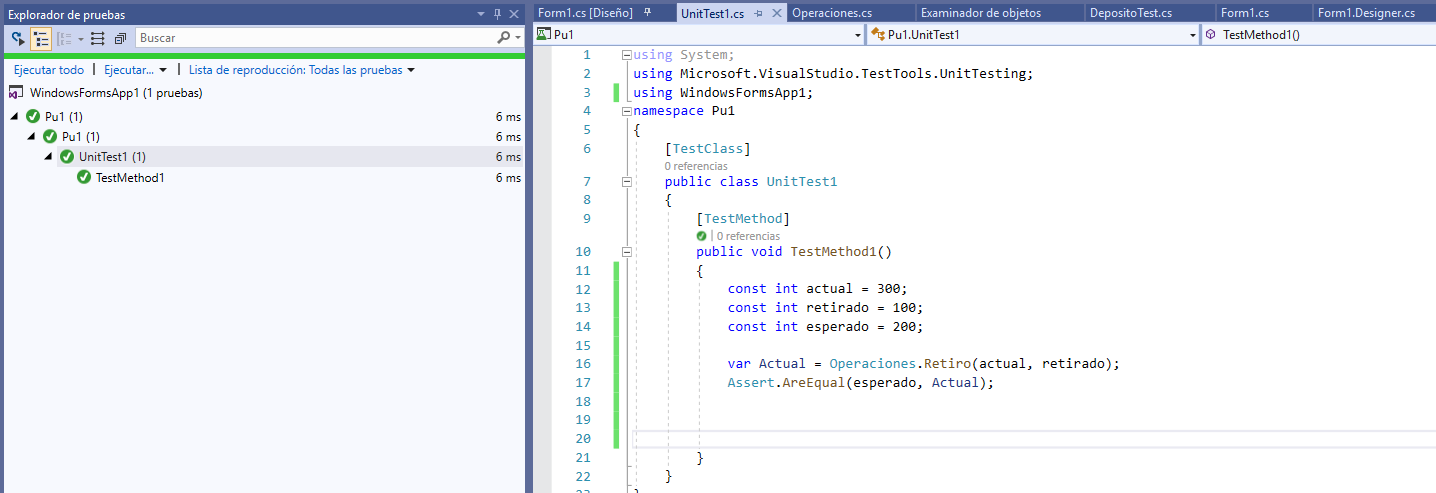 Explorador de pruebas
Buscar
Ejecutar todo | Ejecutar... | Lista de reproducción: Todas las pruebas
WindowsFormsApp1 (1 pruebas)
Pu1 (1) 6 ms
Pu1 (1) 6 ms
UnitTest1 (1) 6 ms
TestMethod1 6 ms
Form1.cs [Diseño] UnitTest1.cs Operaciones.cs Examinador de objetos DepositoTest.cs Form1.cs Form1.Designer.cs
Pu1 Pu1.UnitTest1 TestMethod1()
1 using System;
2 using Microsoft.VisualStudio.TestTools.UnitTesting;
3 using WindowsFormsApp1;
4 namespace Pu1
5 {
6 [TestClass]
0 referencias
7 public class UnitTest1
8 {
9 [TestMethod]
| 0 referencias
10 public void TestMethod1()
11 {
12 const int actual = 300;
13 const int retirado = 100;
14 const int esperado = 200;
15
16 var Actual = Operaciones.Retiro(actual, retirado);
17 Assert.AreEqual(esperado, Actual);
18
19
20
21 }
22 }
23 }